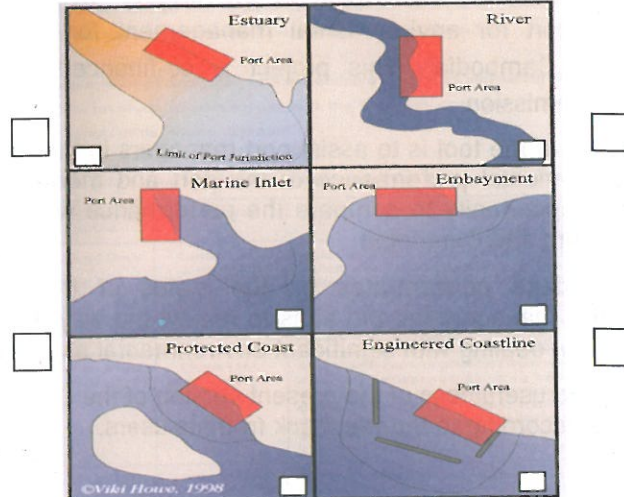 Estuary
Port Area
Limit of Port Jurisdiction
River
Port Area
Marine Inlet
Port Area
Embayment
Port Area
Protected Coast
Port Area
©Viki Howe, 1998
Engineered Coastline
Port Area